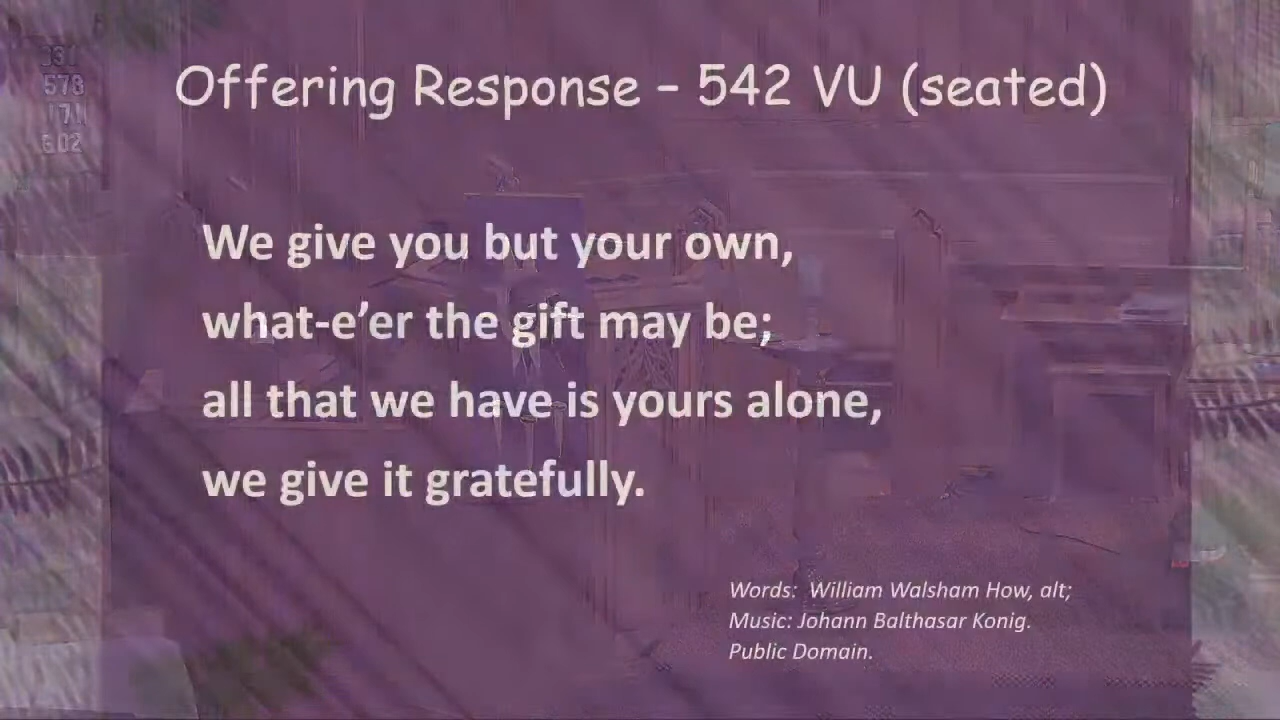 Offering Response – 542 VU (seated)
578
602
We give you but your own,
what-e’er the gift may be;
all that we have is yours alone,
we give it gratefully.
Words:  William Walsham How, alt;
Music: Johann Balthasar Konig.
Public Domain.